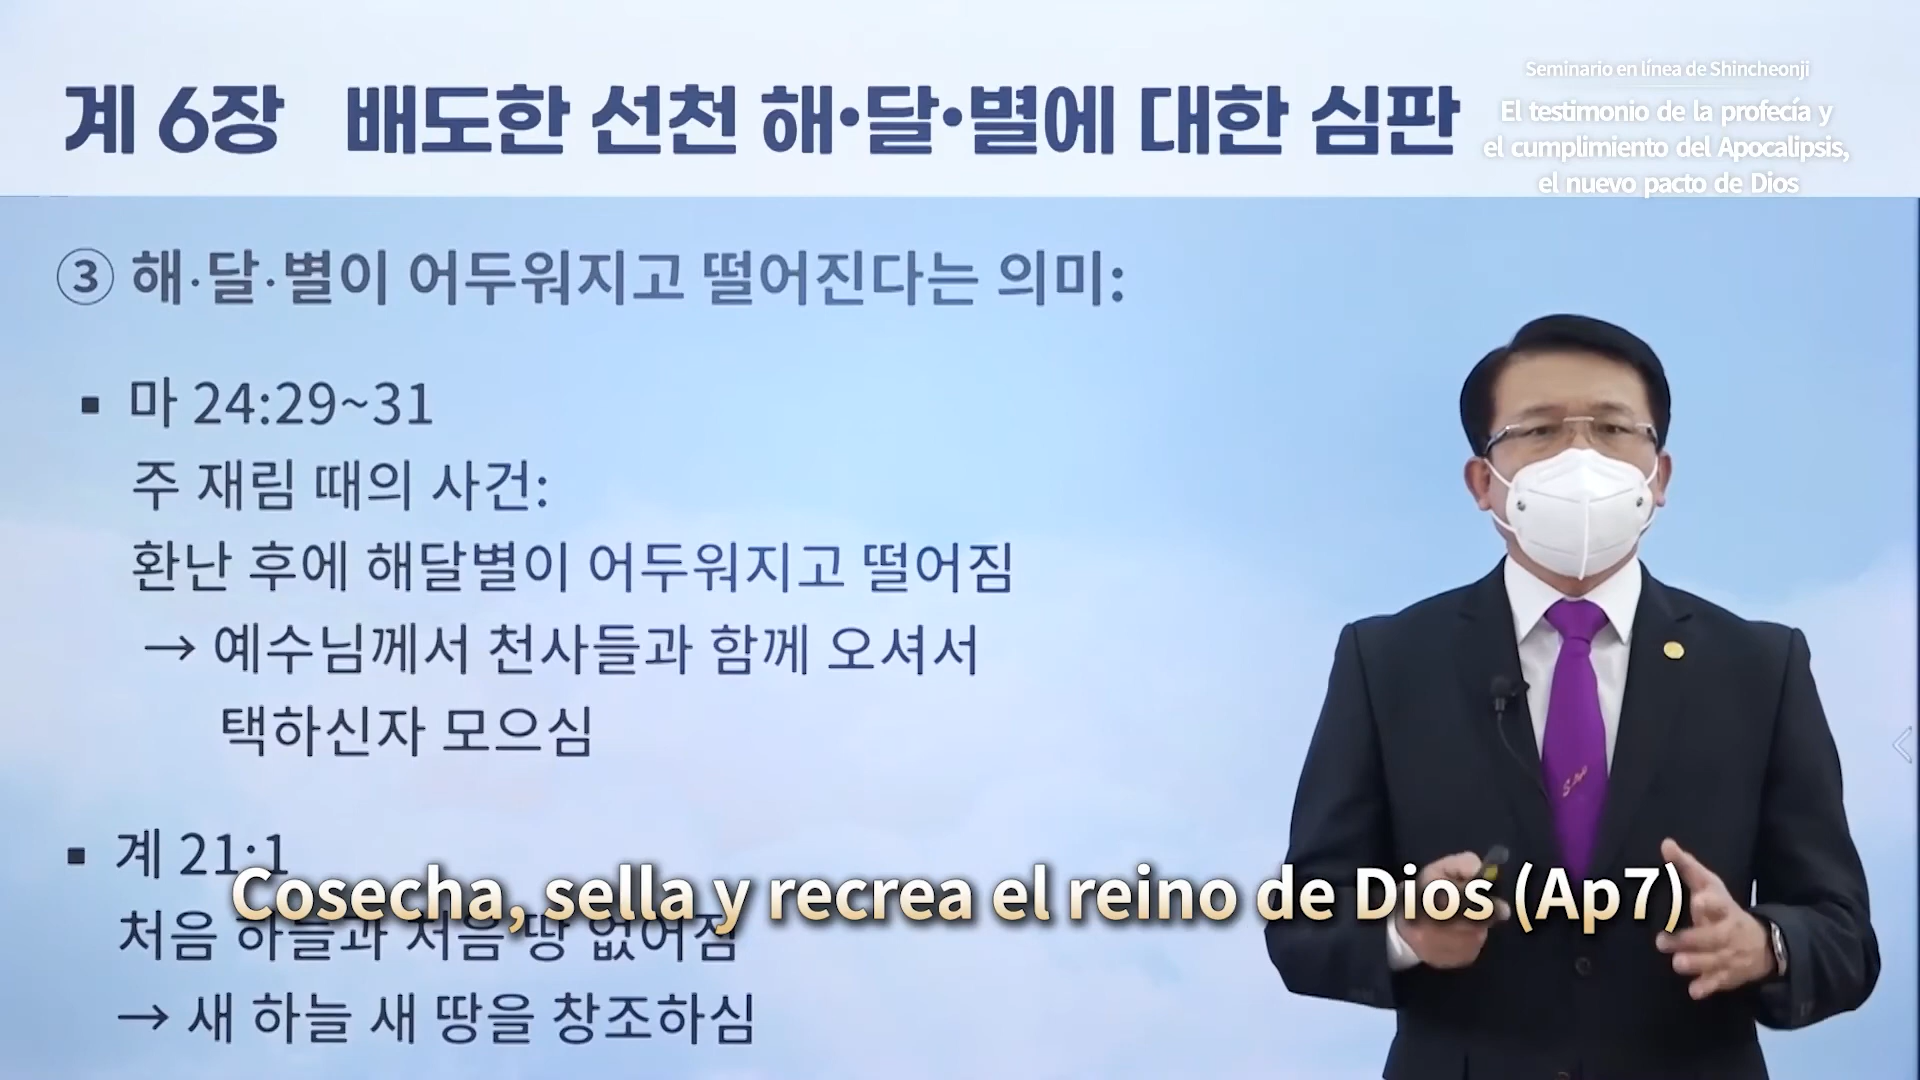 계 6장 배도한 선천 해·달·별에 대한 심판
Seminario en línea de Shincheonji
El testimonio de la profecía y
el cumplimiento del Apocalipsis,
el nuevo pacto de Dios
③ 해·달·별이 어두워지고 떨어진다는 의미:
▪ 마 24:29~31
주 재림 때의 사건:
환난 후에 해달별이 어두워지고 떨어짐
→ 예수님께서 천사들과 함께 오셔서
택하신자 모으심
▪ 계 21:1
Cosecha, sella y recrea el reino de Dios (Ap7)
처음 하늘과 처음 땅 없어짐
→ 새 하늘 새 땅을 창조하심